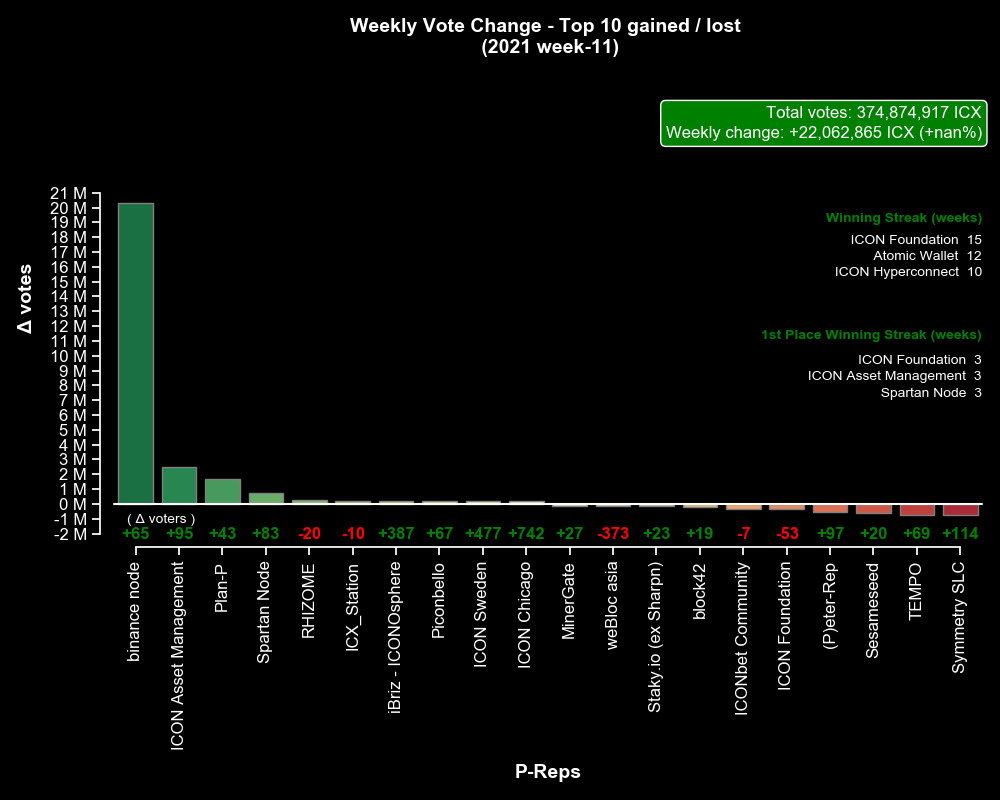 Weekly Vote Change - Top 10 gained / lost
(2021 week-11)
Total votes: 374,874,917 ICX
Weekly change: +22,062,865 ICX (+nan%)
Winning Streak (weeks)
ICON Foundation 15
Atomic Wallet 12
ICON Hyperconnect 10
1st Place Winning Streak (weeks)
ICON Foundation 3
ICON Asset Management 3
Spartan Node 3
Δ votes
21 M
20 M
19 M
18 M
17 M
16 M
15 M
14 M
13 M
12 M
11 M
10 M
9 M
8 M
7 M
6 M
5 M
4 M
3 M
2 M
1 M
0 M
-1 M
-2 M
( Δ voters )
+65 +95 +43 +83 -20 -10 +387 +67 +477 +742 +27 -373 +23 +19 -7 -53 +97 +20 +69 +114
binance node
ICON Asset Management
Plan-P
Spartan Node
RHIZOME
ICX_Station
iBriz - ICONOsphere
Piconbello
ICON Sweden
ICON Chicago
MinerGate
weBloc asia
Staky.io (ex Sharpn)
block42
ICONbet Community
ICON Foundation
(P)eter-Rep
Sesameseed
TEMPO
Symmetry SLC
P-Reps